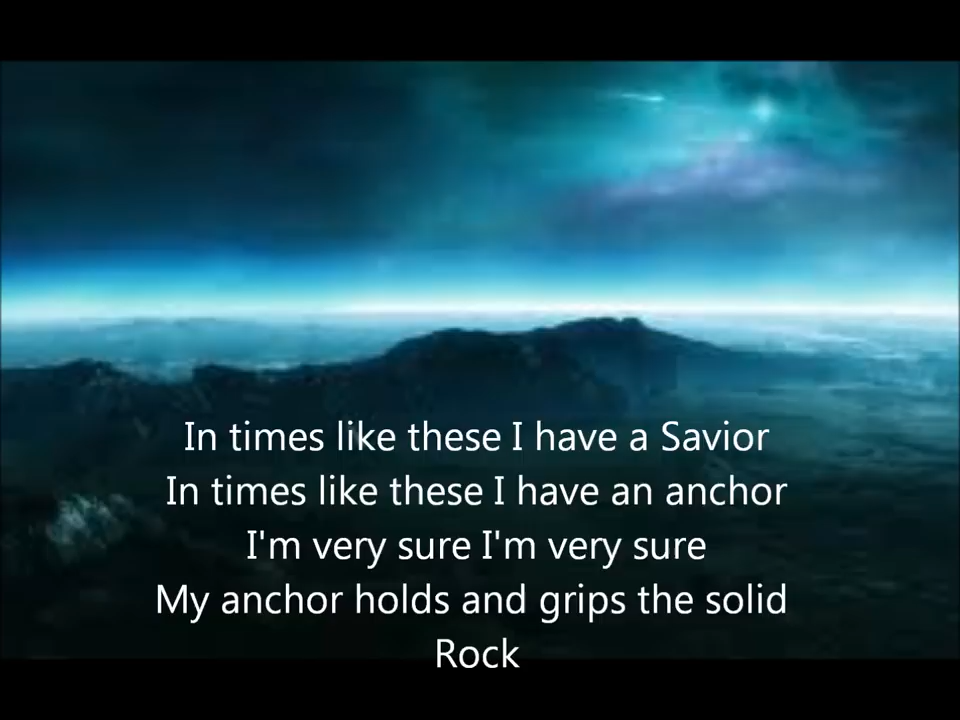 In times like these I have a Savior
In times like these I have an anchor
I'm very sure I'm very sure
My anchor holds and grips the solid
Rock